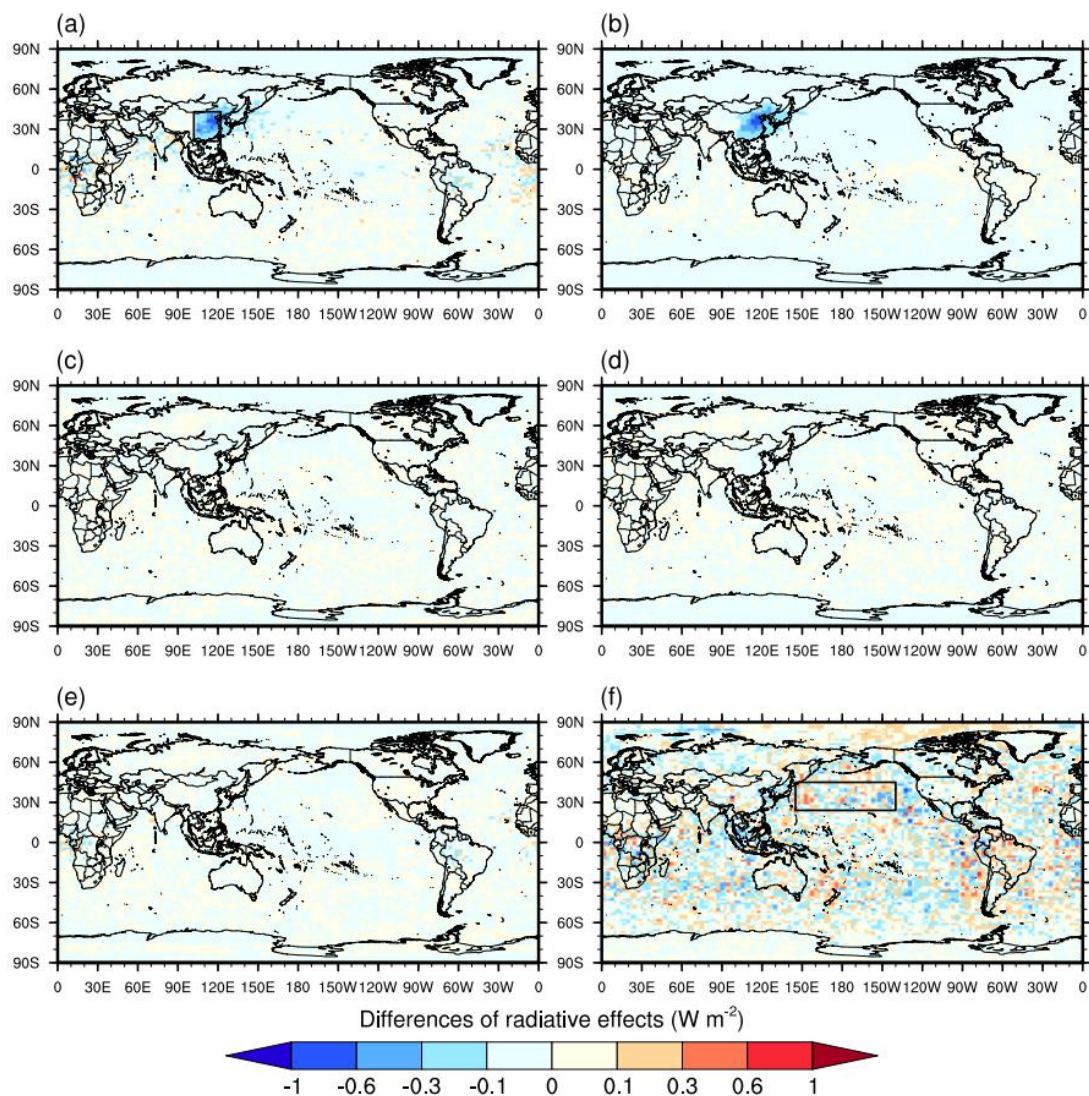 (a) (b)
90N 90N
60N 60N
30N 30N
0 0
30S 30S
60S 60S
90S 90S
0 30E 60E 90E 120E 150E 180 150W 120W 90W 60W 30W 0 0 30E 60E 90E 120E 150E 180 150W 120W 90W 60W 30W 0
(c) (d)
90N 90N
60N 60N
30N 30N
0 0
30S 30S
60S 60S
90S 90S
0 30E 60E 90E 120E 150E 180 150W 120W 90W 60W 30W 0 0 30E 60E 90E 120E 150E 180 150W 120W 90W 60W 30W 0
(e) (f)
90N 90N
60N 60N
30N 30N
0 0
30S 30S
60S 60S
90S 90S
0 30E 60E 90E 120E 150E 180 150W 120W 90W 60W 30W 0 0 30E 60E 90E 120E 150E 180 150W 120W 90W 60W 30W 0
Differences of radiative effects (W m⁻²)
-1 -0.6 -0.3 -0.1 0 0.1 0.3 0.6 1